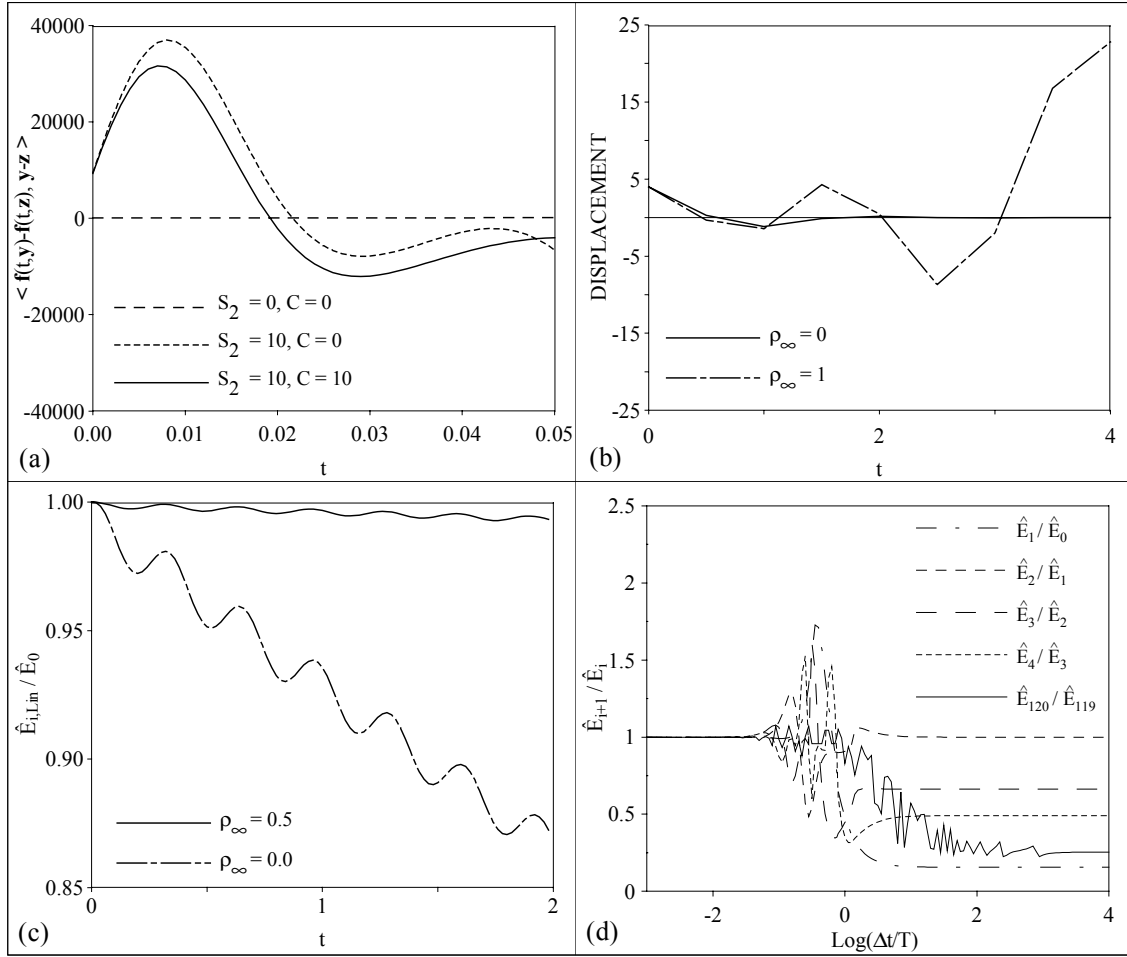 40000
20000
0
-20000
-40000
< f(t,y)-f(t,z), y-z >
S2 = 0, C = 0
S2 = 10, C = 0
S2 = 10, C = 10
0.00 0.01 0.02 0.03 0.04 0.05
t
(a)
25
15
5
-5
-15
-25
DISPLACEMENT
ρ∞ = 0
ρ∞ = 1
0 2 4
t
(b)
1.00
0.95
0.90
0.85
Êi,Lin / Ê0
ρ∞ = 0.5
ρ∞ = 0.0
0 1 2
t
(c)
2.5
2
1.5
1
0.5
0
Êi+1 / Êi
Ê1 / Ê0
Ê2 / Ê1
Ê3 / Ê2
Ê4 / Ê3
Ê120 / Ê119
-2 0 2 4
Log(Δt/T)
(d)